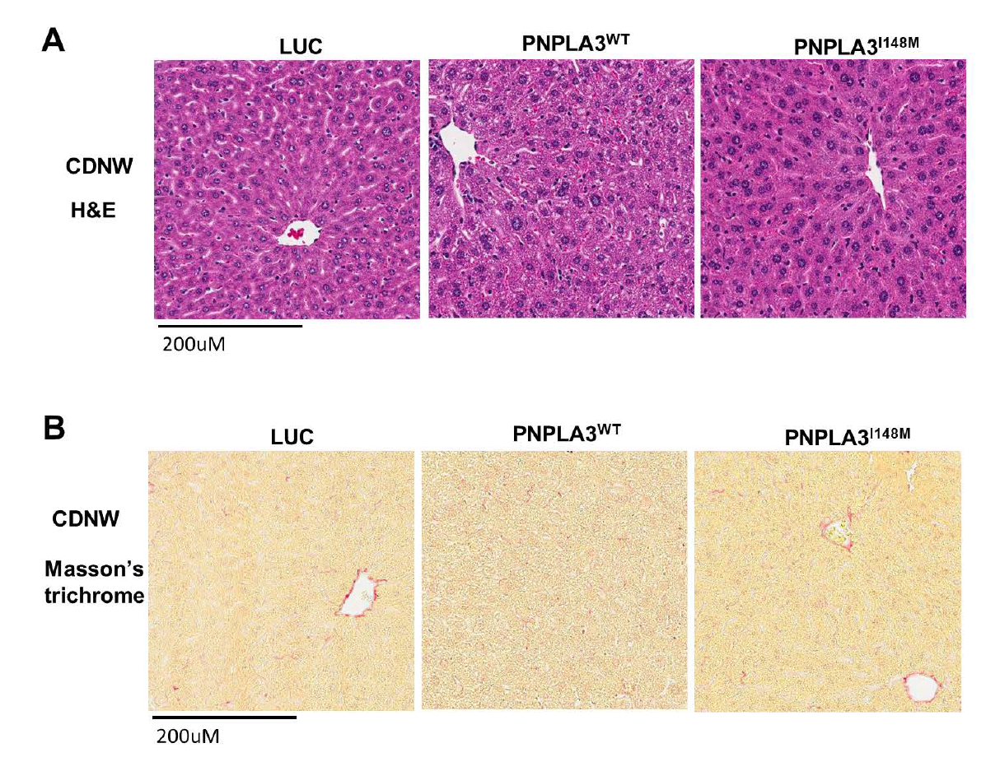 A
LUC
PNPLA3WT
PNPLA3I148M
CDNW
H&E
200uM
B
LUC
PNPLA3WT
PNPLA3I148M
CDNW
Masson's
trichrome
200uM